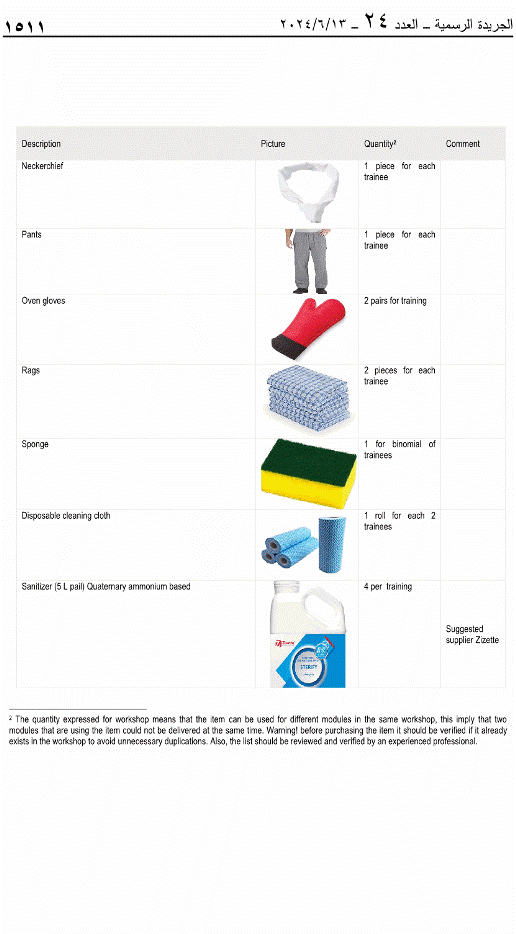 ١٥١١
الجريدة الرسمية ــ العدد ٢٤ ــ ٢٠٢٤/٦/١٣
Description Picture Quantity² Comment
Neckerchief 1 piece for each
trainee
Pants 1 piece for each
trainee
Oven gloves 2 pairs for training
Rags 2 pieces for each
trainee
Sponge 1 for binomial of
trainees
Disposable cleaning cloth 1 roll for each 2
trainees
Sanitizer (5 L pail) Quaternary ammonium based 4 per training
STERIFY
Suggested
supplier Zizette
² The quantity expressed for workshop means that the item can be used for different modules in the same workshop, this imply that two
modules that are using the item could not be delivered at the same time. Warning! before purchasing the item it should be verified if it already
exists in the workshop to avoid unnecessary duplications. Also, the list should be reviewed and verified by an experienced professional.